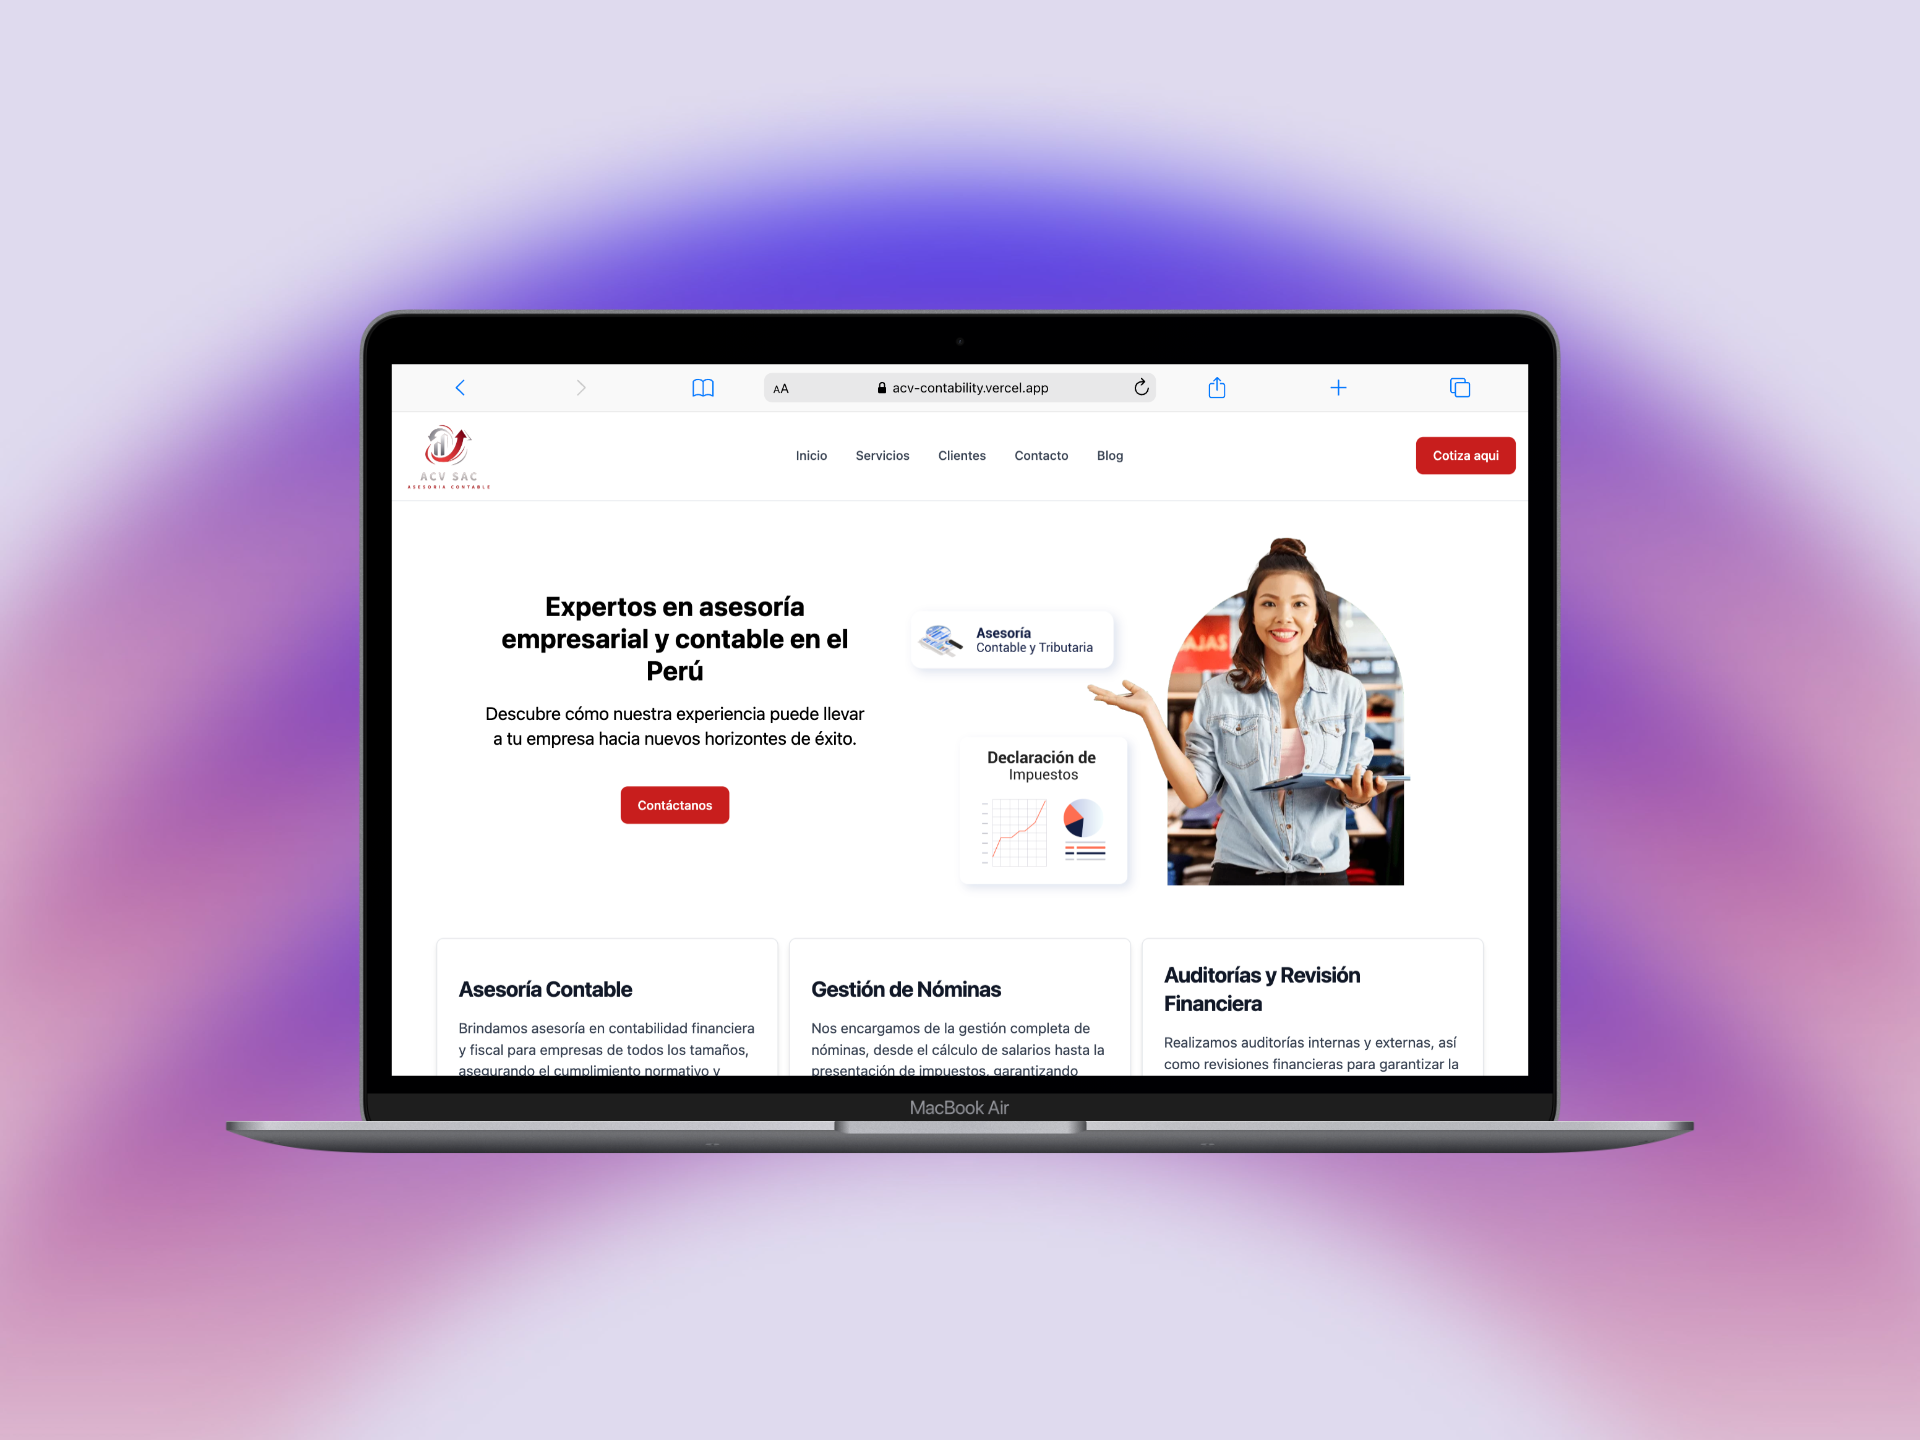 AA
acv-contability.vercel.app
ACV SAC
ASESORIA CONTABLE
Inicio
Servicios
Clientes
Contacto
Blog
Cotiza aqui
Expertos en asesoría
empresarial y contable en el
Perú
Descubre cómo nuestra experiencia puede llevar
a tu empresa hacia nuevos horizontes de éxito.
Contáctanos
Asesoría
Contable y Tributaria
AJAS
Declaración de
Impuestos
Asesoría Contable
Brindamos asesoría en contabilidad financiera
y fiscal para empresas de todos los tamaños,
asegurando el cumplimiento normativo y
Gestión de Nóminas
Nos encargamos de la gestión completa de
nóminas, desde el cálculo de salarios hasta la
presentación de impuestos, garantizando
Auditorías y Revisión
Financiera
Realizamos auditorías internas y externas, así
como revisiones financieras para garantizar la
MacBook Air